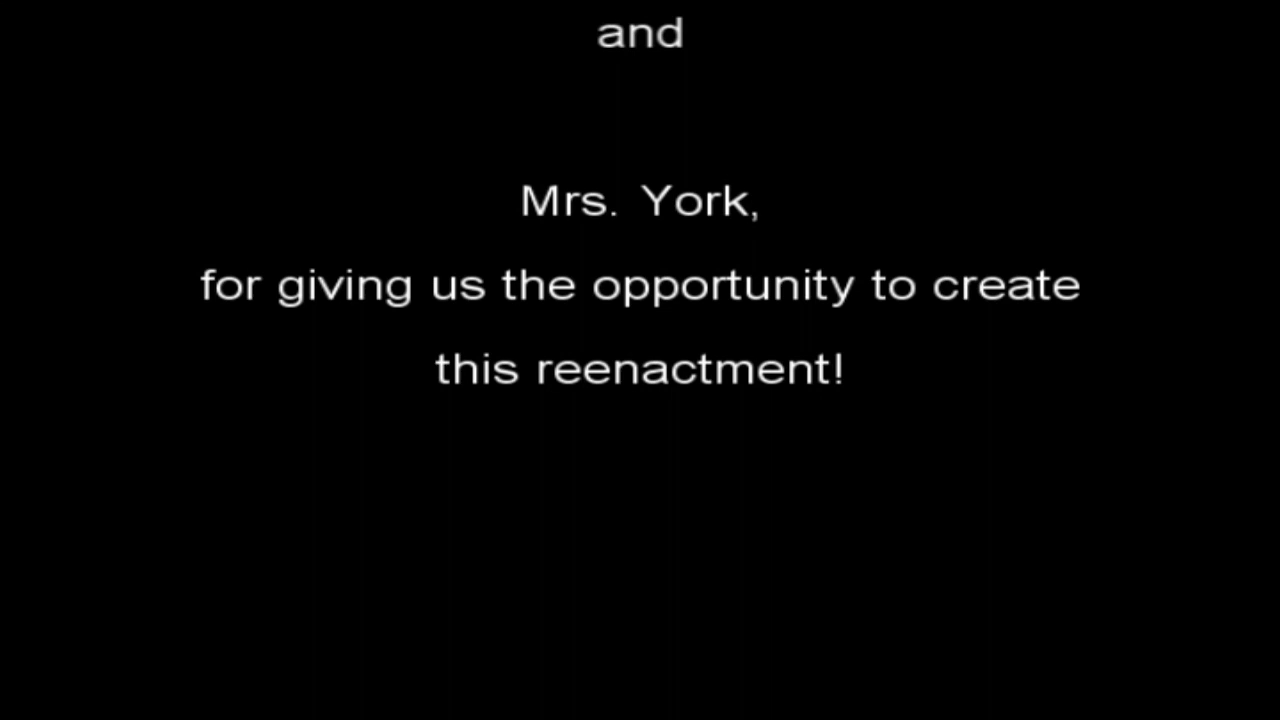 and
Mrs. York,
for giving us the opportunity to create
this reenactment!